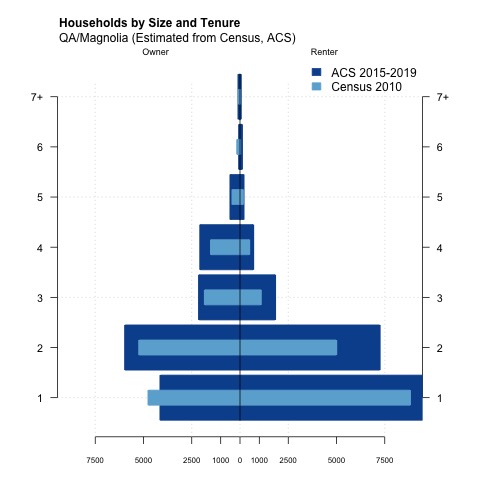 Households by Size and Tenure
QA/Magnolia (Estimated from Census, ACS)
Owner Renter
ACS 2015-2019
Census 2010
7+ 7+
6 6
5 5
4 4
3 3
2 2
1 1
7500 5000 2500 1000 0 1000 2500 5000 7500